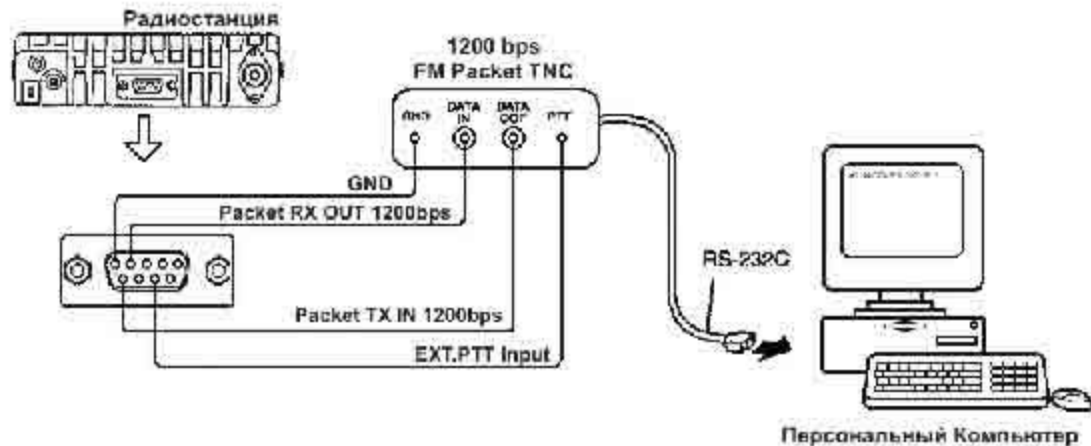 Радиостанция
1200 bps
FM Packet TNC
GND
DATA IN
DATA OUT
PTT
GND
Packet RX OUT 1200bps
RS-232C
Packet TX IN 1200bps
EXT.PTT Input
Персональный Компьютер